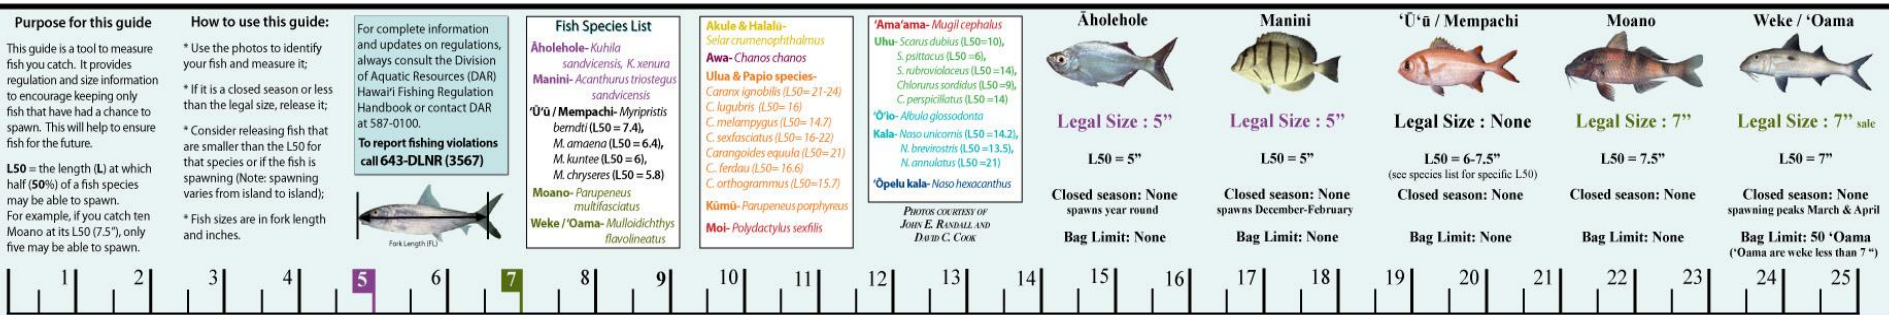 Purpose for this guide
This guide is a tool to measure
fish you catch. It provides
regulation and size information
to encourage keeping only
fish that have had a chance to
spawn. This will help to ensure
fish for the future.
L50 = the length (L) at which
half (50%) of a fish species
may be able to spawn.
For example, if you catch ten
Moano at its L50 (7.5"), only
five may be able to spawn.
How to use this guide:
* Use the photos to identify
your fish and measure it;
* If it is a closed season or less
than the legal size, release it;
* Consider releasing fish that
are smaller than the L50 for
that species or if the fish is
spawning (Note: spawning
varies from island to island);
* Fish sizes are in fork length
and inches.
For complete information
and updates on regulations,
always consult the Division
of Aquatic Resources (DAR)
Hawai'i Fishing Regulation
Handbook or contact DAR
at 587-0100.
To report fishing violations
call 643-DLNR (3567)
Fork Length (FL)
Fish Species List
Āholehole- Kuhila
sandvicensis, K. xenura
Manini- Acanthurus triostegus
sandvicensis
'Ū'ū / Mempachi- Myripristis
berndti (L50 = 7.4),
M. amaena (L50 = 6.4),
M. kuntee (L50 = 6),
M. chryseres (L50 = 5.8)
Moano- Parupeneus
multifasciatus
Weke / 'Oama- Mulloidichthys
flavolineatus
Akule & Halalū-
Selar crumenophthalmus
Awa- Chanos chanos
Ulua & Papio species-
Caranx ignobilis (L50= 21-24)
C. lugubris (L50= 16)
C. melampygus (L50= 14.7)
C. sexfasciatus (L50= 16-22)
Carangoides equula (L50= 21)
C.. ferdau (L50= 16.6)
C. orthogrammus (L50=15.7)
Kūmū- Parupeneus porphyreus
Moi- Polydactylus sexfilis
'Ama'ama- Mugil cephalus
Uhu- Scarus dubius (L50=10),
S. psittacus (L50 =6),
S. rubroviolaceus (L50 =14),
Chlorurus sordidus (L50 =9),
C. perspicillatus (L50 =14)
'Ō'io- Albula glossodonta
Kala- Naso unicornis (L50 =14.2),
N. brevirostris (L50 =13.5),
N. annulatus (L50 =21)
'Ōpelu kala- Naso hexacanthus
PHOTOS COURTESY OF
JOHN E. RANDALL AND
DAVID C. COOK
Āholehole
Legal Size : 5"
L50 = 5"
Closed season: None
spawns year round
Bag Limit: None
Manini
Legal Size : 5"
L50 = 5"
Closed season: None
spawns December-February
Bag Limit: None
'Ū'ū / Mempachi
Legal Size : None
L50 = 6-7.5"
(see species list for specific L50)
Closed season: None
Bag Limit: None
Moano
Legal Size : 7"
L50 = 7.5"
Closed season: None
Bag Limit: None
Weke / 'Oama
Legal Size : 7" sale
L50 = 7"
Closed season: None
spawning peaks March & April
Bag Limit: 50 'Oama
('Oama are weke less than 7 ")
1 2 3 4 5 6 7 8 9 10 11 12 13 14 15 16 17 18 19 20 21 22 23 24 25